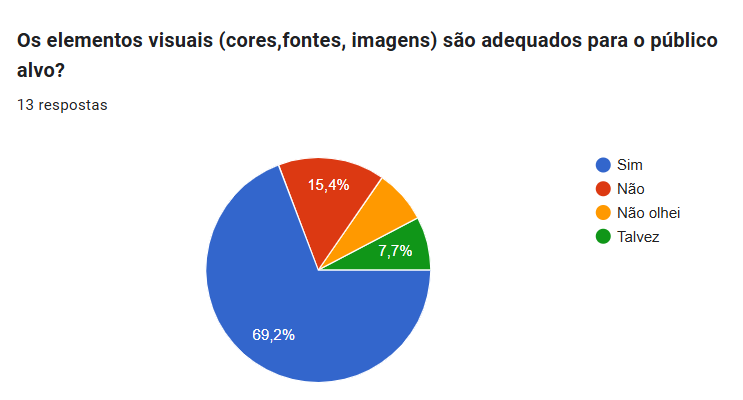 Os elementos visuais (cores,fontes, imagens) são adequados para o público
alvo?
13 respostas
Sim
Não
Não olhei
Talvez
15,4%
7,7%
69,2%